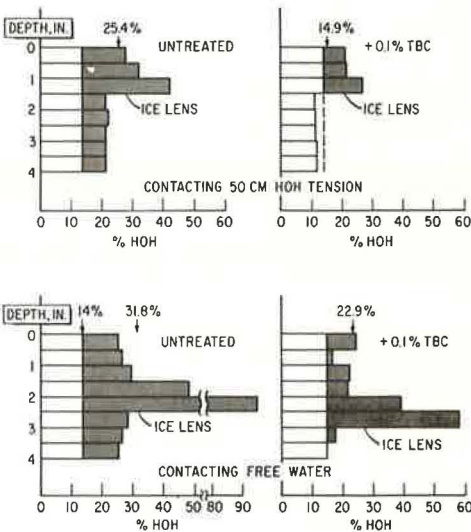 DEPTH, IN.
25.4%
14.9%
0
UNTREATED
+0.1% TBC
1
ICE LENS
ICE LENS
2
3
4
CONTACTING 50 CM HOH TENSION
0 10 20 30 40 50 60
0 10 20 30 40 50 60
% HOH
% HOH
DEPTH, IN.
14%
31.8%
22.9%
0
UNTREATED
+0.1% TBC
1
2
ICE LENS
3
ICE LENS
4
CONTACTING FREE WATER
0 10 20 30 40 50 80 90
0 10 20 30 40 50 60
% HOH
% HOH